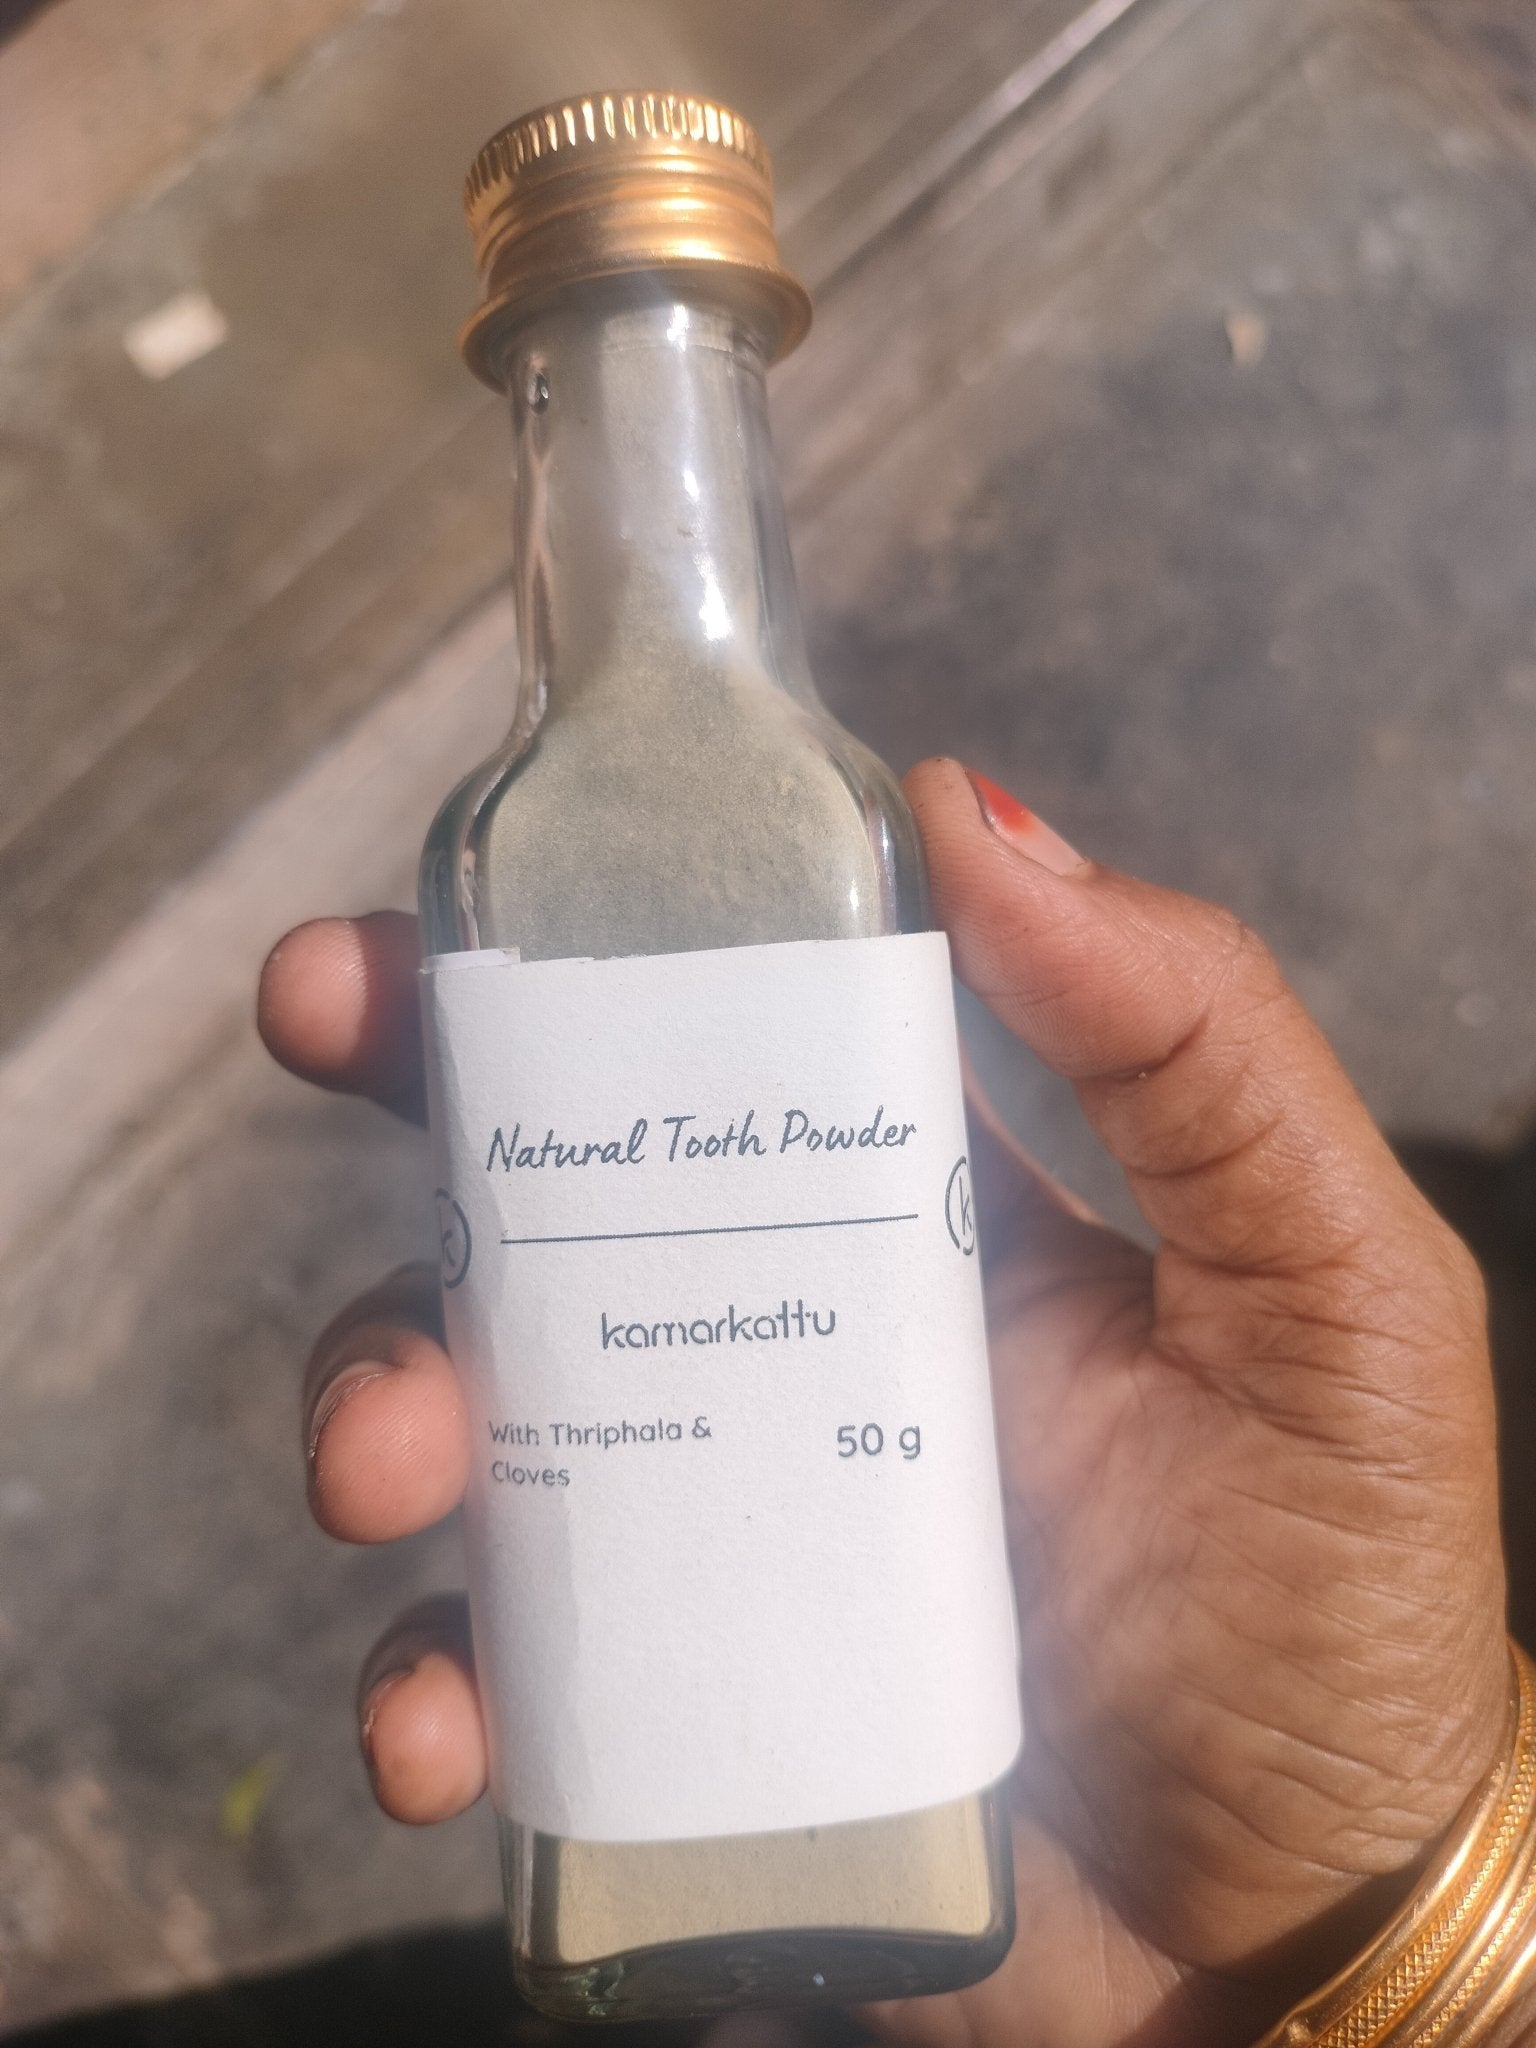 Natural Tooth Powder
k
k
kamarkattu
With Thriphala &
Cloves
50 g